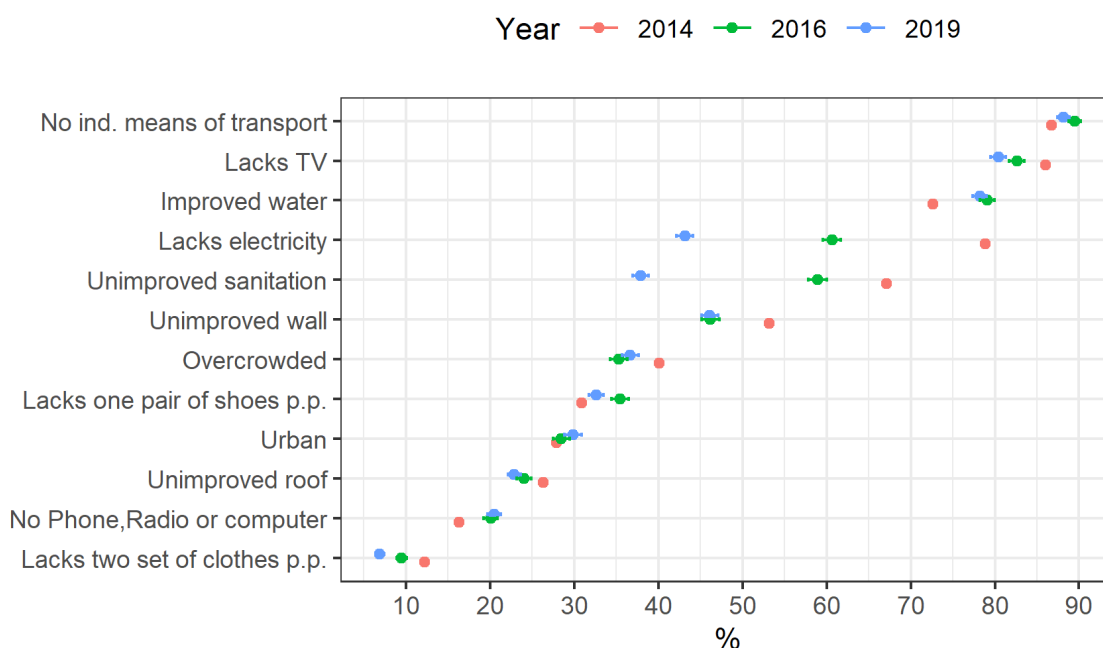 Year 2014 2016 2019
No ind. means of transport
Lacks TV
Improved water
Lacks electricity
Unimproved sanitation
Unimproved wall
Overcrowded
Lacks one pair of shoes p.p.
Urban
Unimproved roof
No Phone,Radio or computer
Lacks two set of clothes p.p.
10 20 30 40 50 60 70 80 90
%